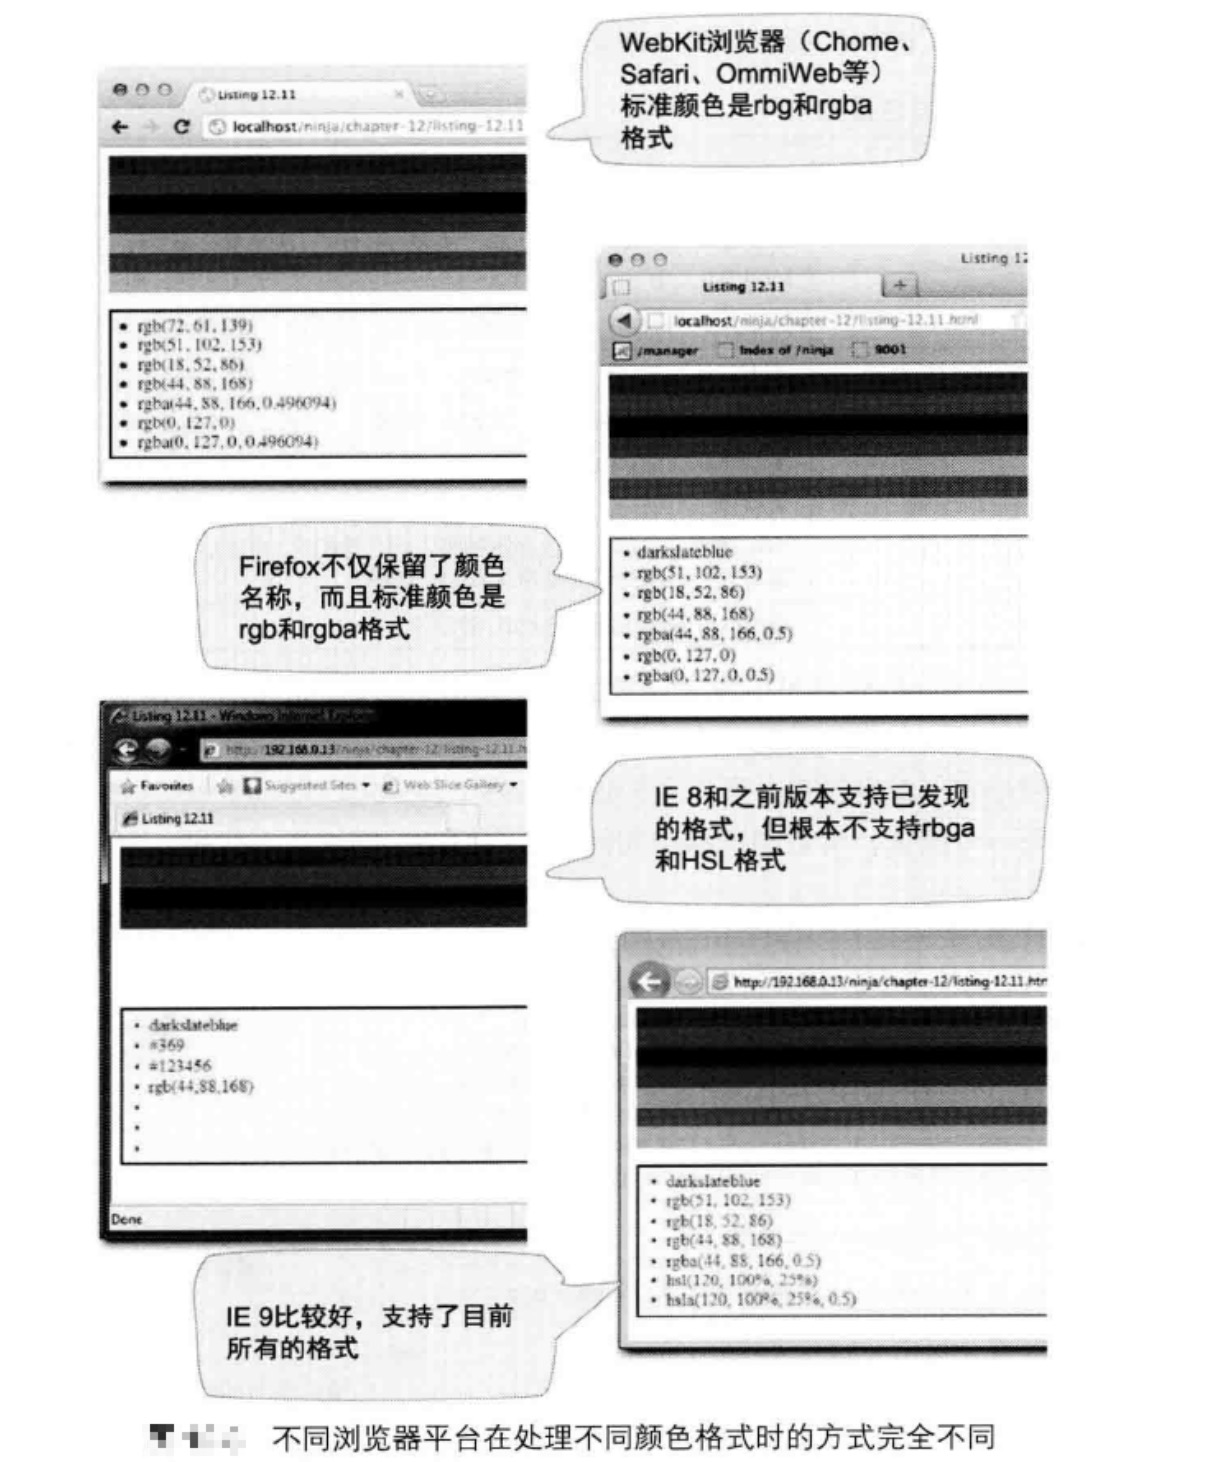 WebKit浏览器（Chome、
Safari、OmmiWeb等）
标准颜色是rbg和rgba
格式
Listing 12.11
localhost/ninja/chapter-12/listing-12.11
• rgb(72, 61, 139)
• rgb(51, 102, 153)
• rgb(18, 52, 86)
• rgb(44, 88, 168)
• rgba(44, 88, 166, 0.496094)
• rgb(0, 127, 0)
• rgba(0, 127, 0, 0.496094)
Listing 12
Listing 12.11
localhost/ninja/chapter-12/listing-12.11.html
/manager Index of /ninja 9001
• darkslateblue
• rgb(51, 102, 153)
• rgb(18, 52, 86)
• rgb(44, 88, 168)
• rgba(44, 88, 166, 0.5)
• rgb(0, 127, 0)
• rgba(0, 127, 0, 0.5)
Firefox不仅保留了颜色
名称，而且标准颜色是
rgb和rgba格式
Listing 12.11 - Windows Internet Explorer
http://192.168.0.13/ninja/chapter-12/listing-12.11.h
Favorites Suggested Sites Web Slice Gallery
Listing 12.11
• darkslateblue
• #369
• #123456
• rgb(44,88,168)
Done
IE 8和之前版本支持已发现
的格式，但根本不支持rbga
和HSL格式
http://192.168.0.13/ninja/chapter-12/listing-12.11.htm
• darkslateblue
• rgb(51, 102, 153)
• rgb(18, 52, 86)
• rgb(44, 88, 168)
• rgba(44, 88, 166, 0.5)
• hsl(120, 100%, 25%)
• hsla(120, 100%, 25%, 0.5)
IE 9比较好，支持了目前
所有的格式
不同浏览器平台在处理不同颜色格式时的方式完全不同